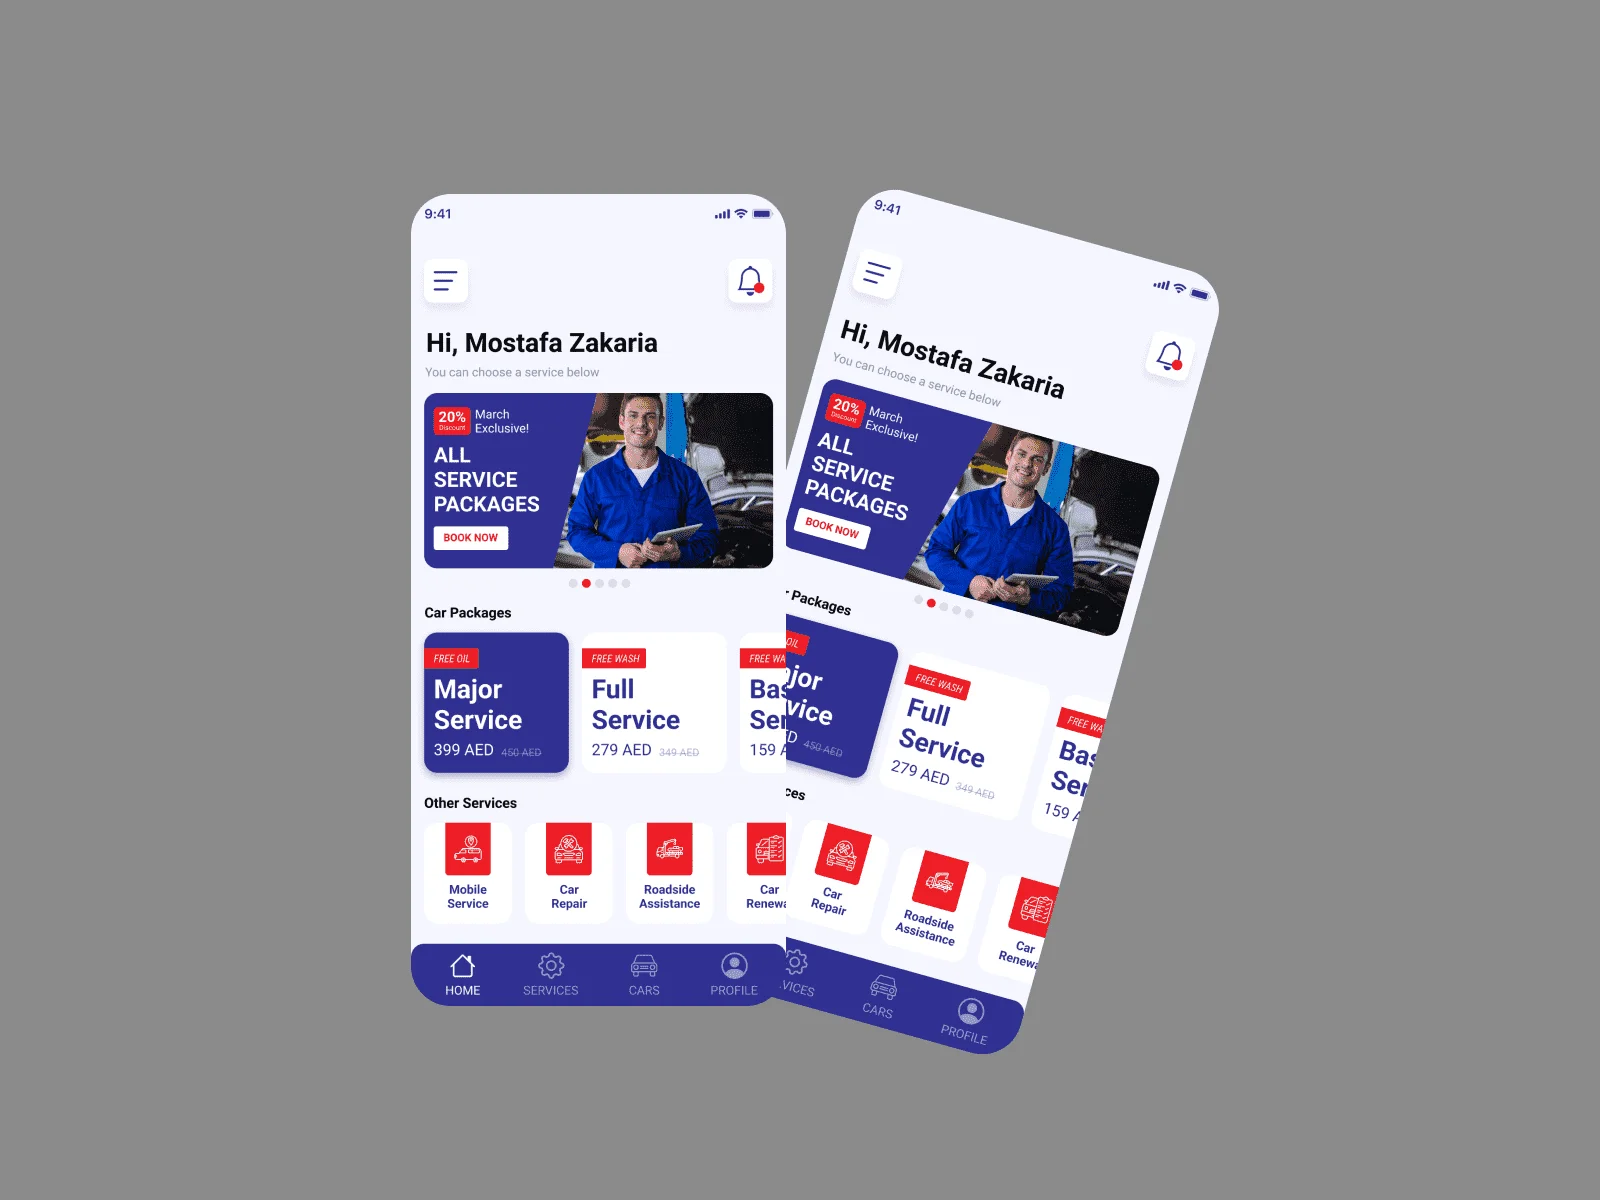 9:41
Hi, Mostafa Zakaria
You can choose a service below
20%
Discount
March
Exclusive!
ALL
SERVICE
PACKAGES
BOOK NOW
Car Packages
FREE OIL
Major
Service
399 AED 450 AED
FREE WASH
Full
Service
279 AED 349 AED
FREE WA
Bas
Ser
159 A
Other Services
Mobile
Service
Car
Repair
Roadside
Assistance
Car
Renewa
HOME
SERVICES
CARS
PROFILE
9:41
Hi, Mostafa Zakaria
You can choose a service below
20%
Discount
March
Exclusive!
ALL
SERVICE
PACKAGES
BOOK NOW
r Packages
OIL
jor
vice
ED 450 AED
FREE WASH
Full
Service
279 AED 349 AED
FREE WA
Bas
Ser
159 A
ces
Car
Repair
Roadside
Assistance
Car
Renewa
VICES
CARS
PROFILE